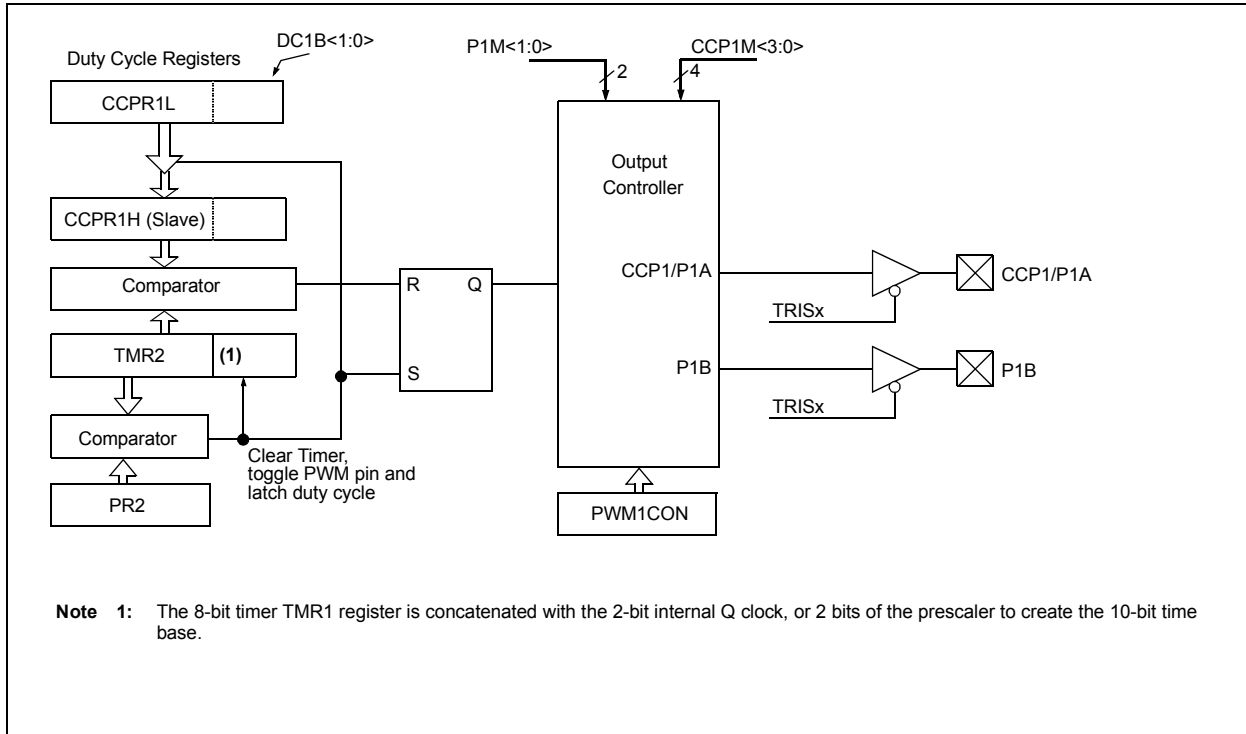 DC1B<1:0>
Duty Cycle Registers
CCPR1L
P1M<1:0>
2
CCP1M<3:0>
4
Output
Controller
CCPR1H (Slave)
Comparator
R Q
S
CCP1/P1A
TRISx
CCP1/P1A
TMR2 (1)
P1B
TRISx
P1B
Comparator
Clear Timer,
toggle PWM pin and
latch duty cycle
PR2
PWM1CON
Note 1: The 8-bit timer TMR1 register is concatenated with the 2-bit internal Q clock, or 2 bits of the prescaler to create the 10-bit time
base.